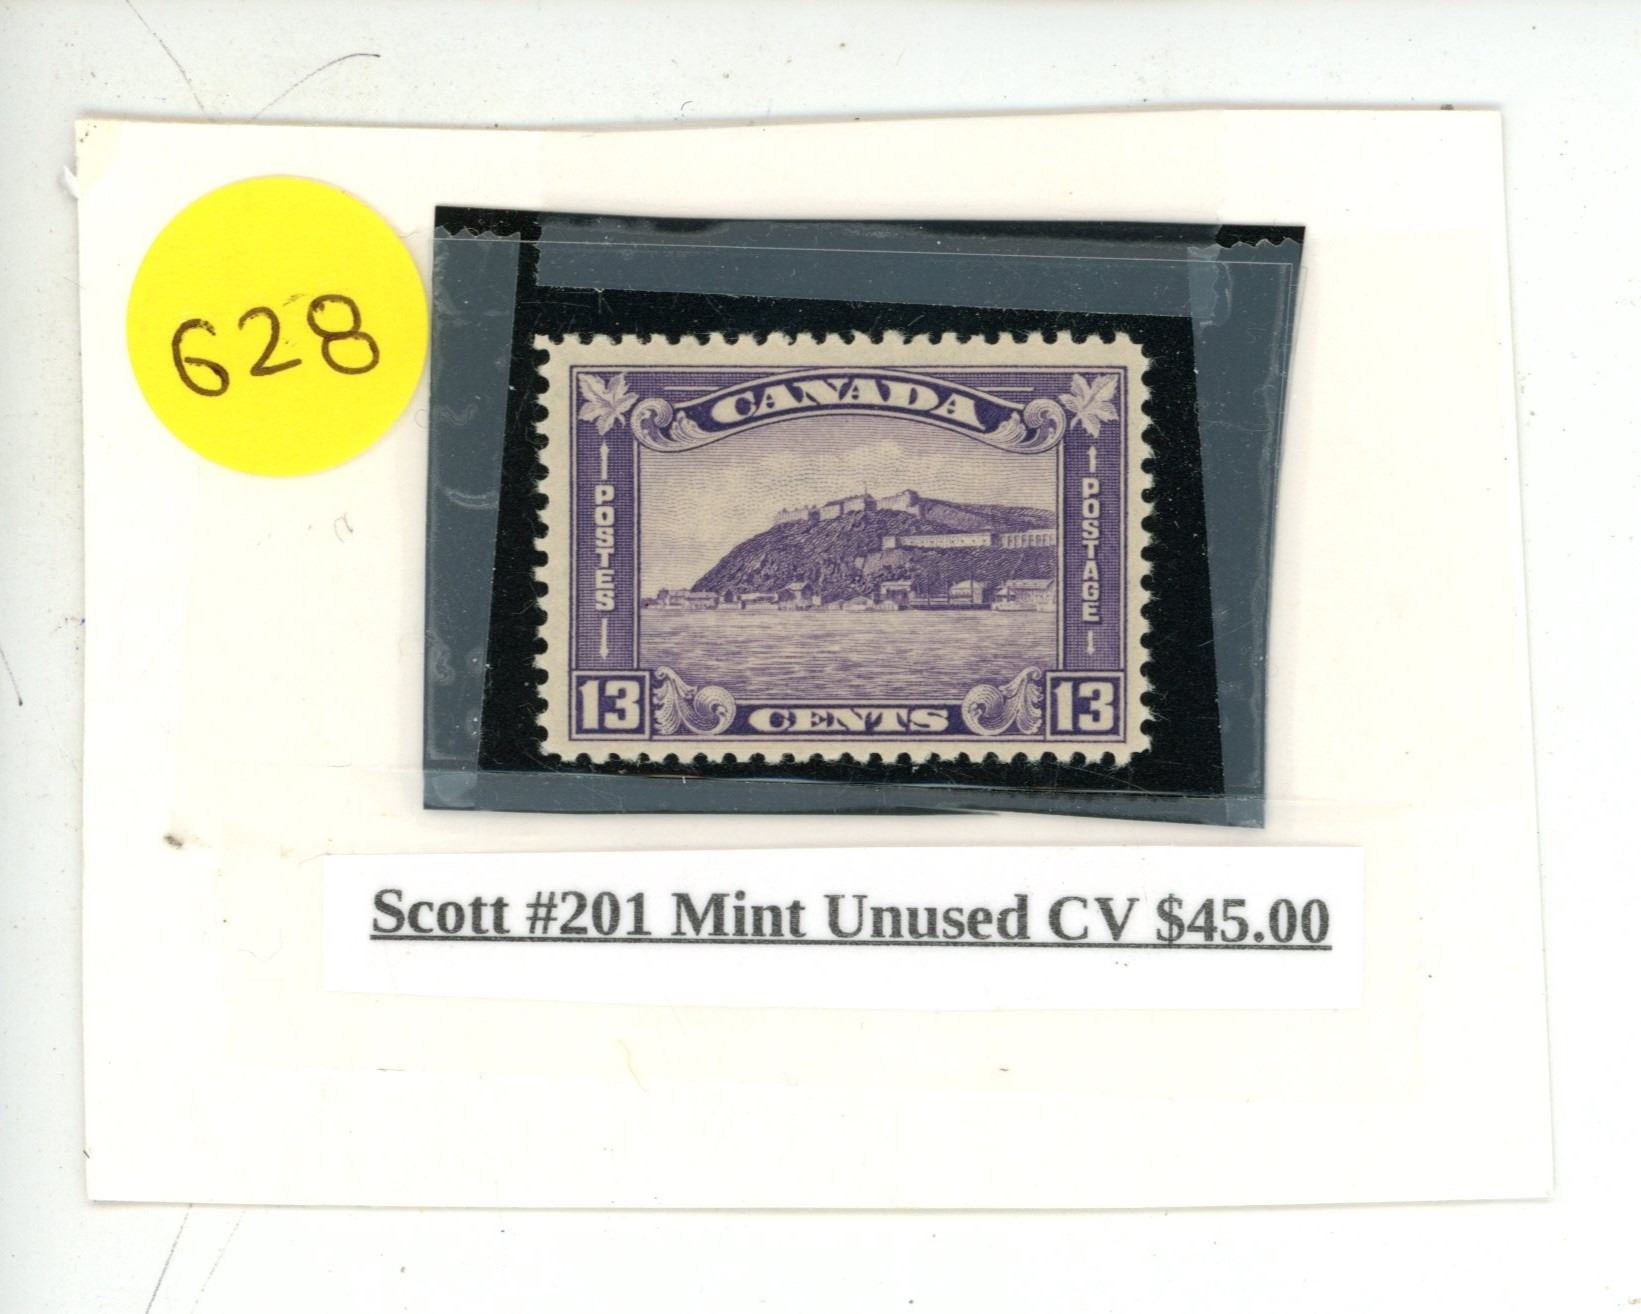 628
CANADA
POSTES
POSTAGE
13 CENTS 13
Scott #201 Mint Unused CV $45.00